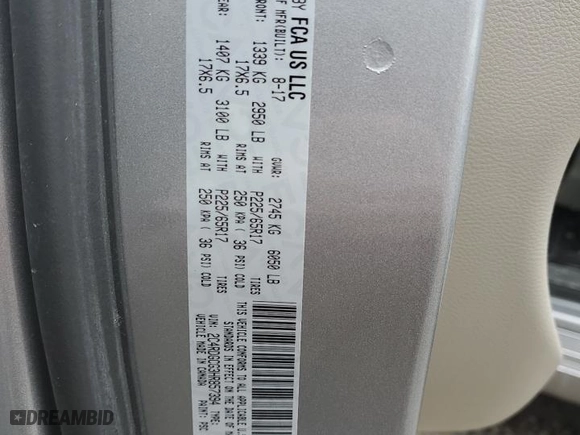 BY FCA US LLC
F MFR(BUILT): 8-17
GVWR: 2745 KG 6050 LB
FRONT: 1339 KG 2950 LB WITH P225/65R17 TIRES
17X6.5 RIMS AT 250 KPA ( 36 PSI) COLD
REAR: 1407 KG 3100 LB WITH P225/65R17 TIRES
17X6.5 RIMS AT 250 KPA ( 36 PSI) COLD
THIS VEHICLE CONFORMS TO ALL APPLICABLE U.
STANDARDS IN EFFECT ON THE DATE OF
VIN: 2C4RDGCG3HR857394 TYPE:
VEHICLE MADE IN CANADA PAINT: PSC
DREAMBID